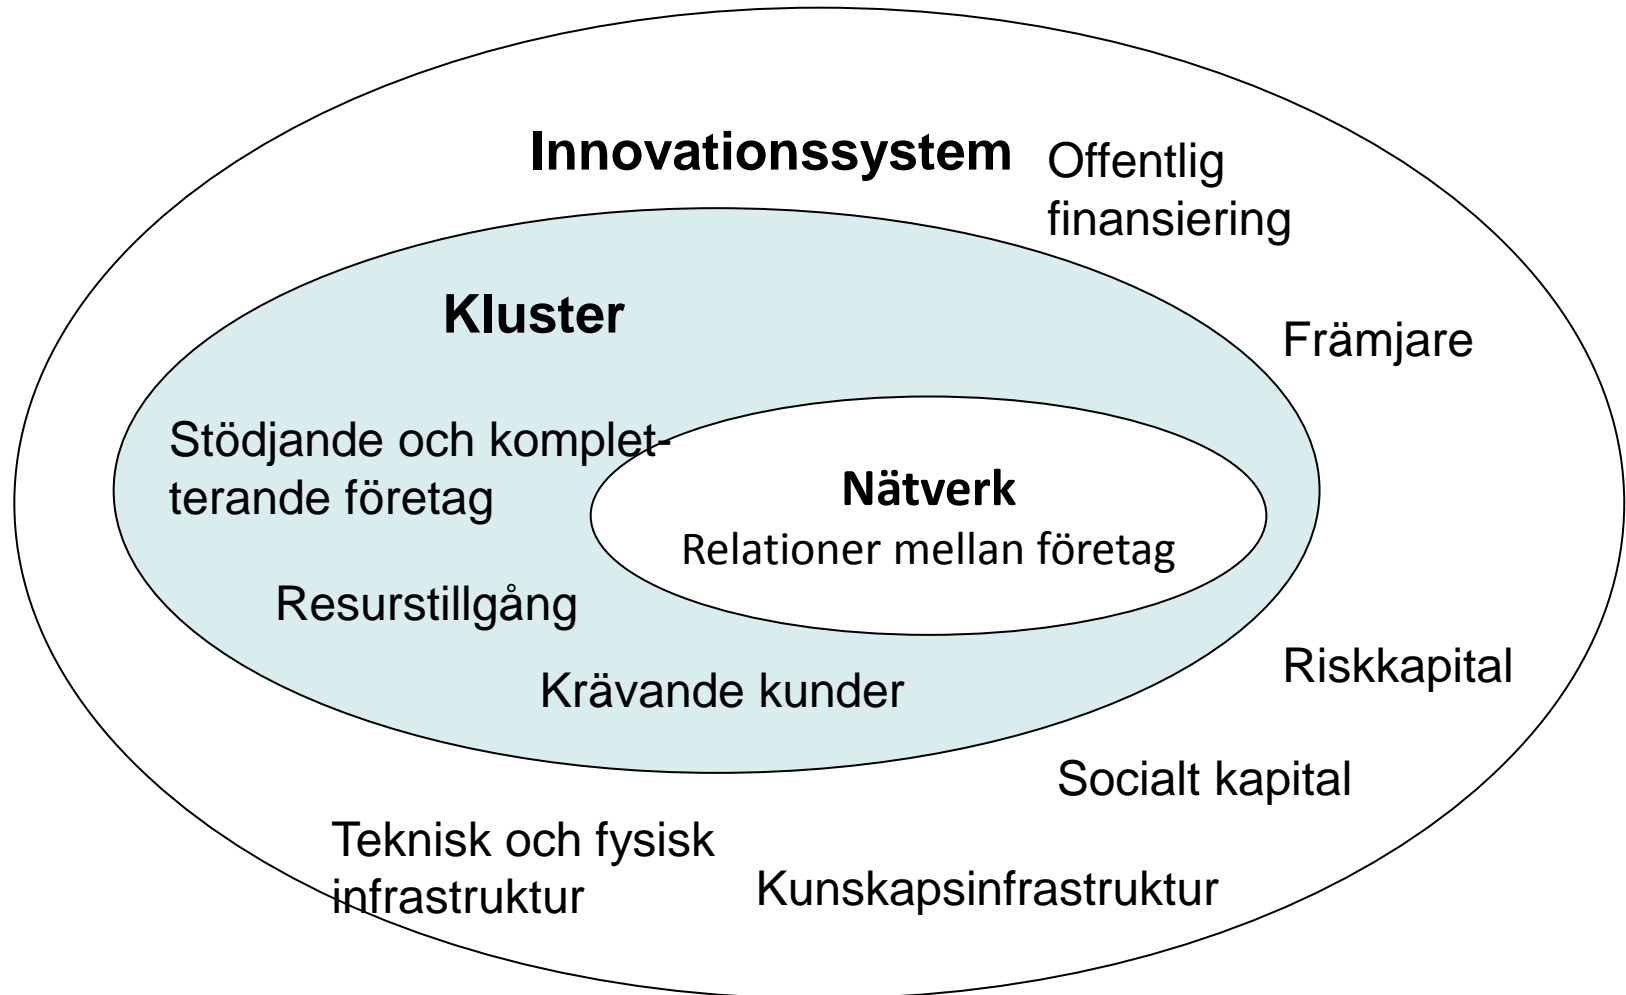 Innovationssystem
Offentlig
finansiering
Kluster
Främjare
Stödjande och komplet-
terande företag
Nätverk
Relationer mellan företag
Resurstillgång
Krävande kunder
Riskkapital
Socialt kapital
Teknisk och fysisk
infrastruktur
Kunskapsinfrastruktur